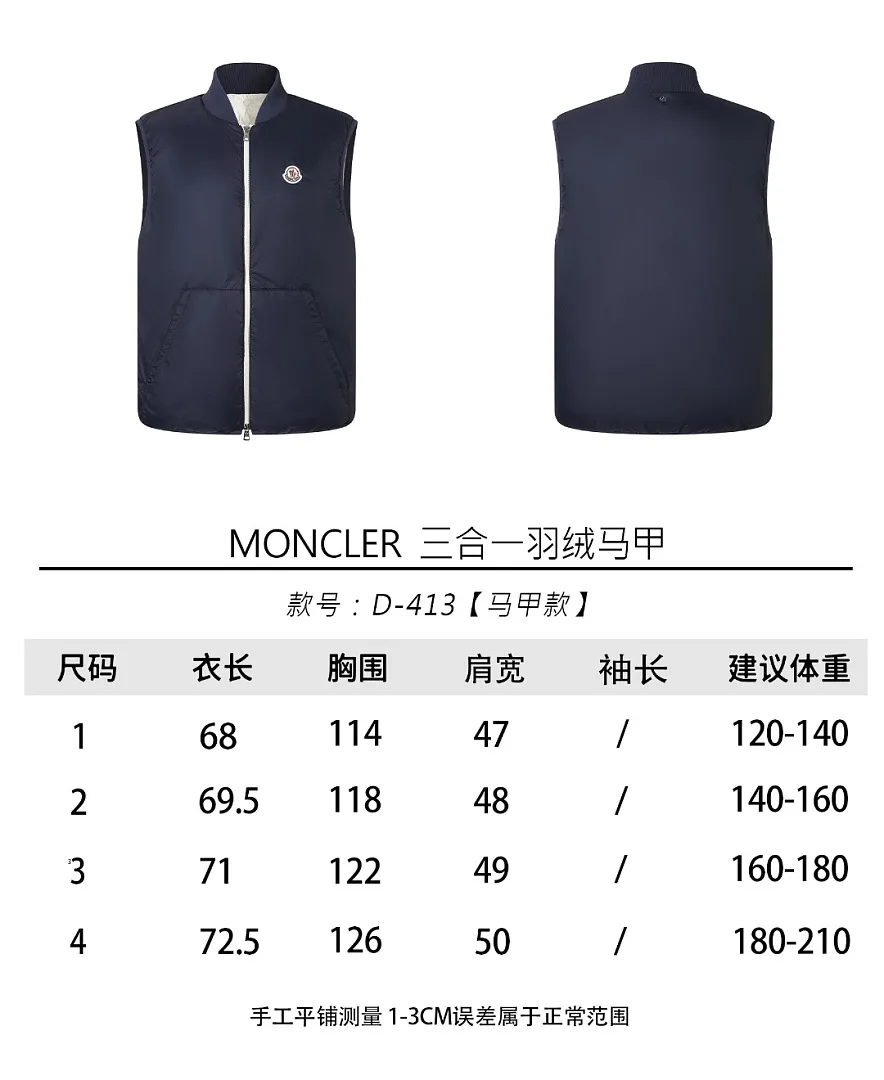 MONCLER 三合一羽绒马甲
款号：D-413【马甲款】
尺码 衣长 胸围 肩宽 袖长 建议体重
1 68 114 47 / 120-140
2 69.5 118 48 / 140-160
3 71 122 49 / 160-180
4 72.5 126 50 / 180-210
手工平铺测量 1-3CM误差属于正常范围